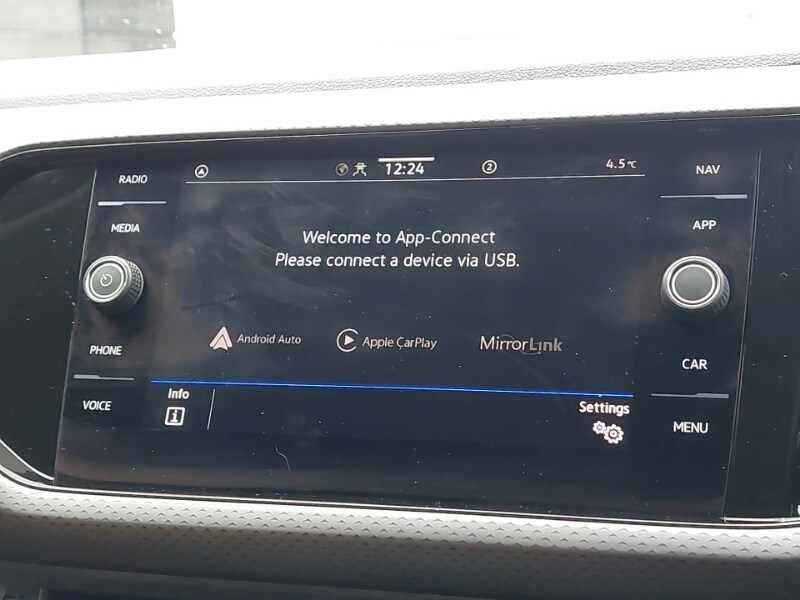 RADIO
MEDIA
PHONE
VOICE
12:24
2
4.5°C
Welcome to App-Connect
Please connect a device via USB.
Android Auto
Apple CarPlay
MirrorLink
Info
i
Settings
NAV
APP
CAR
MENU